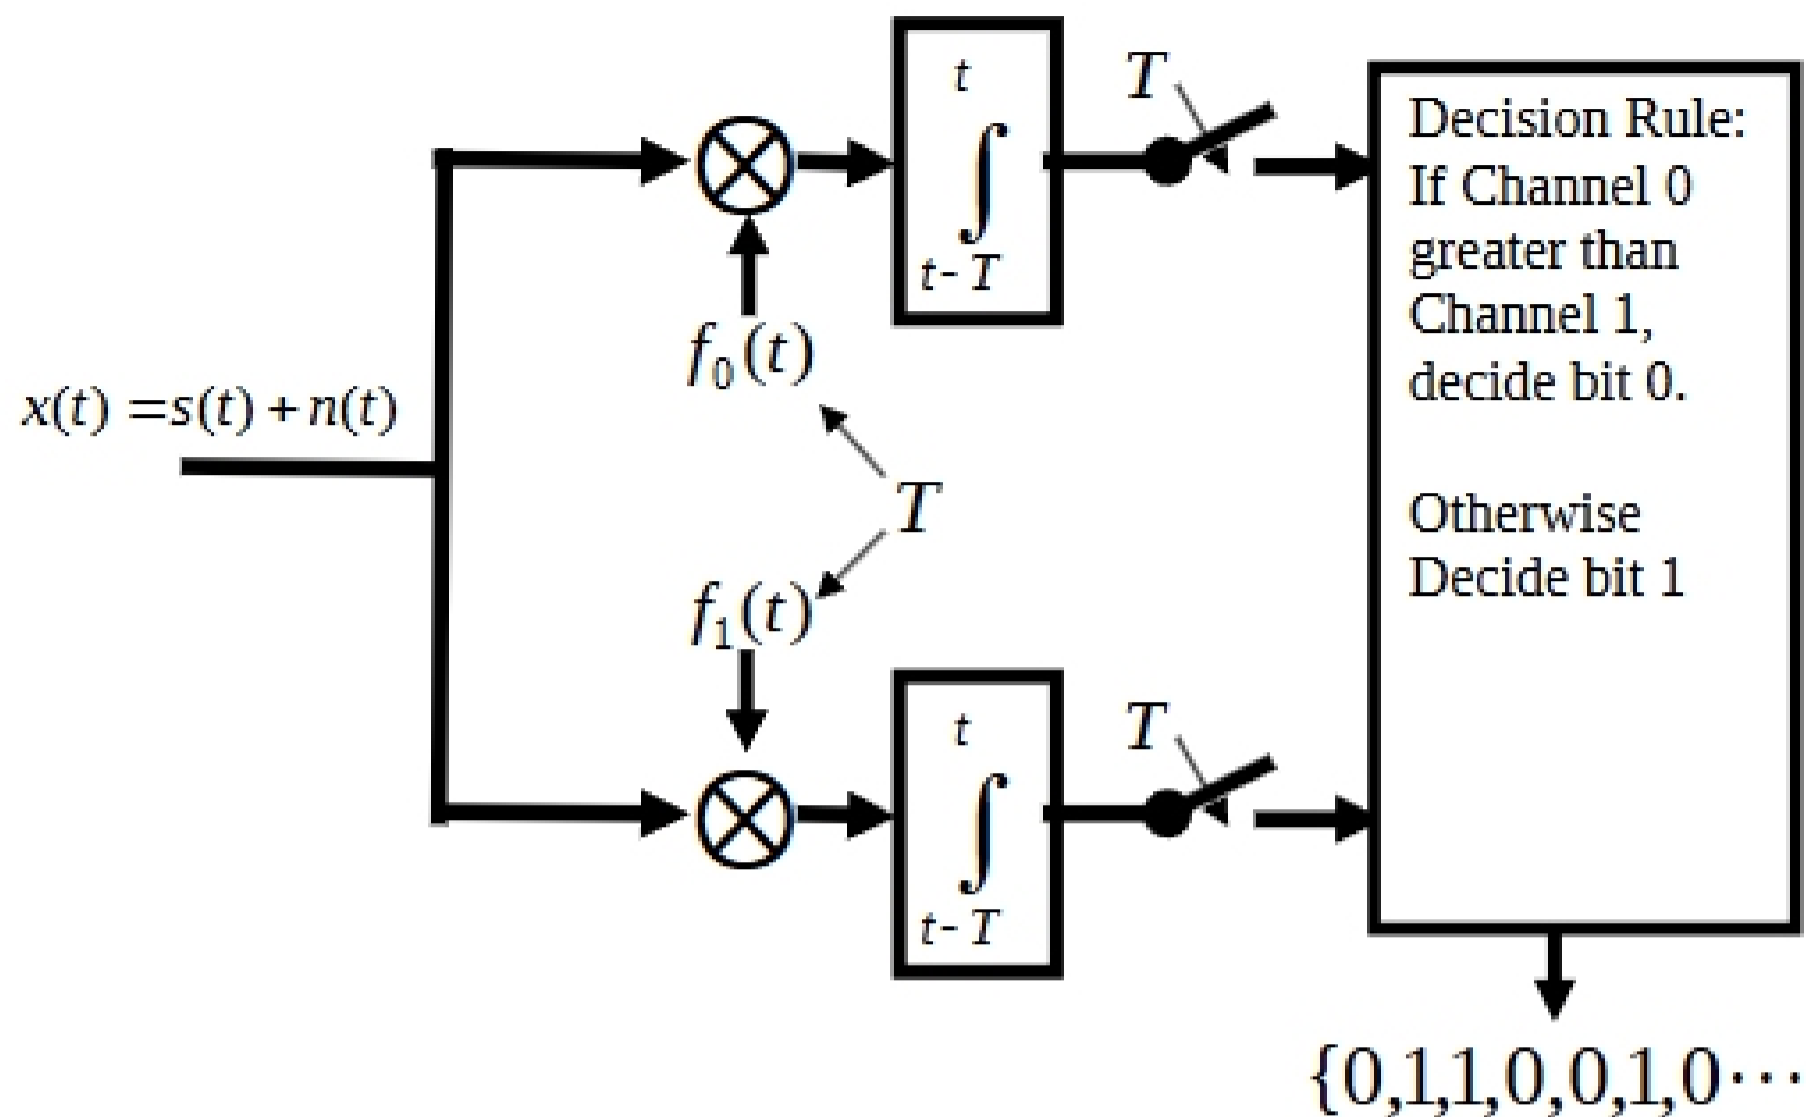 x(t) =s(t) + n(t)
f₀(t)
T
f₁(t)
t
∫
t- T
T
t
∫
t- T
T
Decision Rule:
If Channel 0
greater than
Channel 1,
decide bit 0.
Otherwise
Decide bit 1
{0,1,1,0,0,1,0⋯